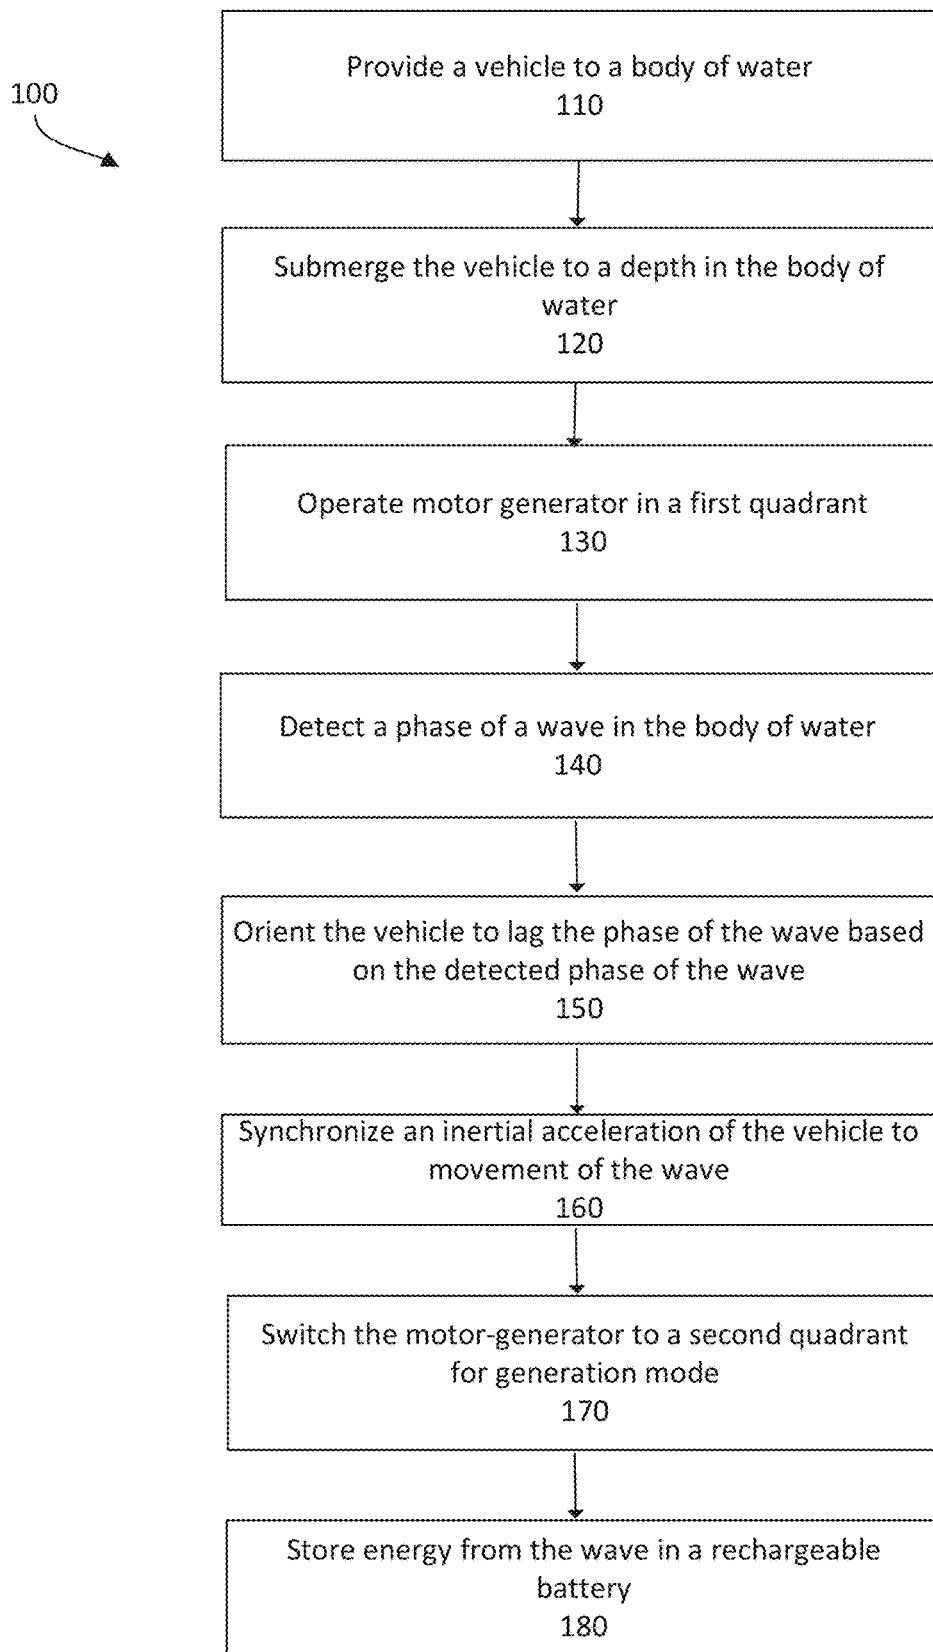 100
Provide a vehicle to a body of water
110
Submerge the vehicle to a depth in the body of
water
120
Operate motor generator in a first quadrant
130
Detect a phase of a wave in the body of water
140
Orient the vehicle to lag the phase of the wave based
on the detected phase of the wave
150
Synchronize an inertial acceleration of the vehicle to
movement of the wave
160
Switch the motor-generator to a second quadrant
for generation mode
170
Store energy from the wave in a rechargeable
battery
180